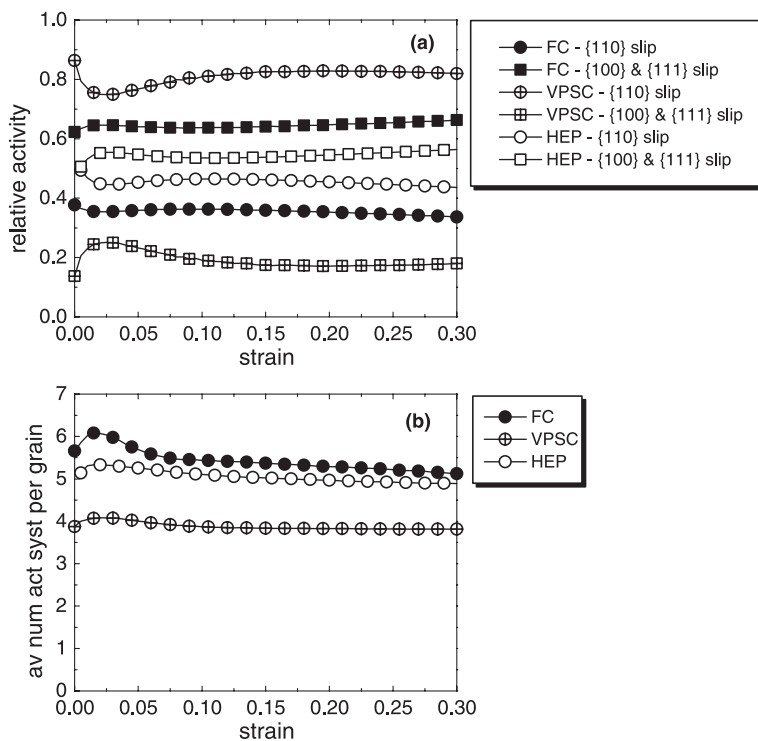 (a)
relative activity
1.0
0.8
0.6
0.4
0.2
0.0
0.00 0.05 0.10 0.15 0.20 0.25 0.30
strain
FC - {110} slip
FC - {100} & {111} slip
VPSC - {110} slip
VPSC - {100} & {111} slip
HEP - {110} slip
HEP - {100} & {111} slip
(b)
av num act syst per grain
7
6
5
4
3
2
1
0
0.00 0.05 0.10 0.15 0.20 0.25 0.30
strain
FC
VPSC
HEP